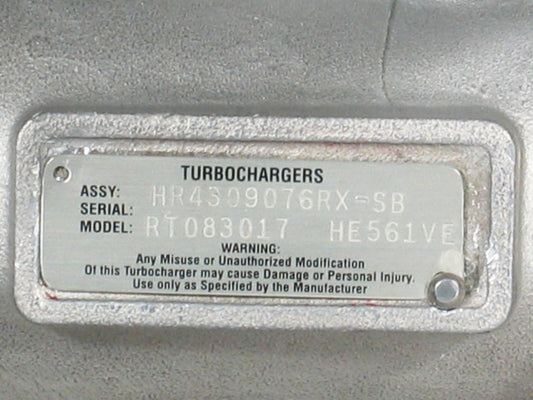 TURBOCHARGERS
ASSY: HR4309076RX-SB
SERIAL:
MODEL: RT083017 HE561VE
WARNING:
Any Misuse or Unauthorized Modification
Of this Turbocharger may cause Damage or Personal Injury.
Use only as Specified by the Manufacturer